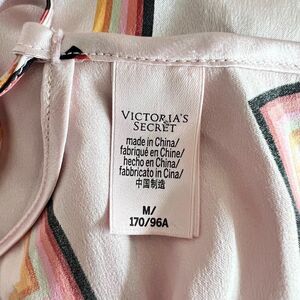 VICTORIA'S
SECRET
made in China/
fabriqué en Chine/
hecho en China/
fabbricato in Cina/
中国制造
M/
170/96A